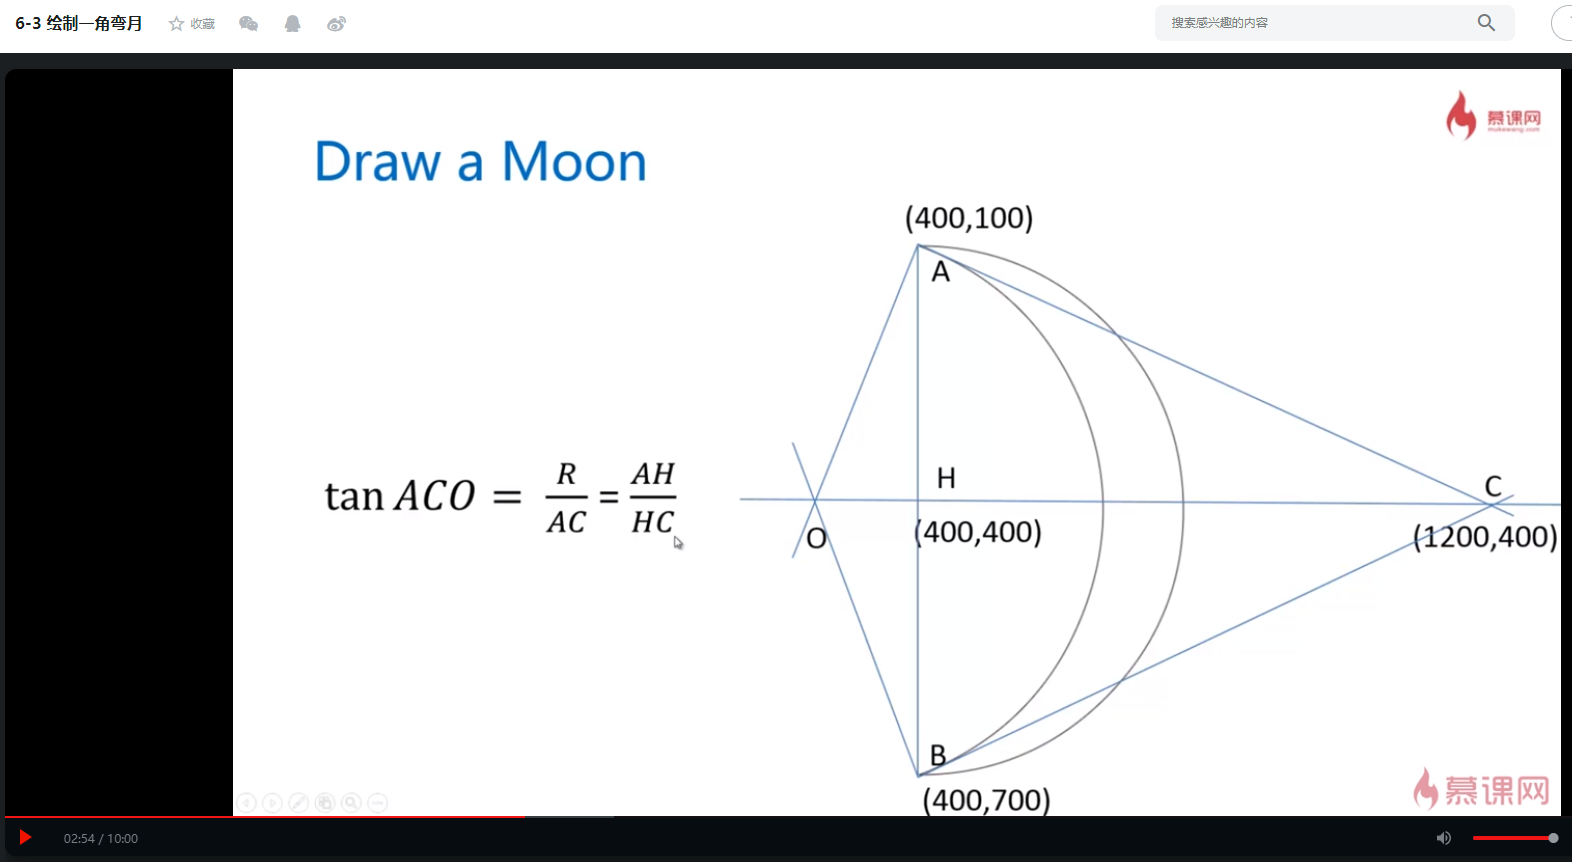 6-3 绘制一角弯月
收藏
搜索感兴趣的内容
慕课网
mukewang.com
Draw a Moon
(400,100)
A
H
C
tan ACO = R/AC = AH/HC
O
(400,400)
(1200,400)
B
(400,700)
慕课网
02:54 / 10:00